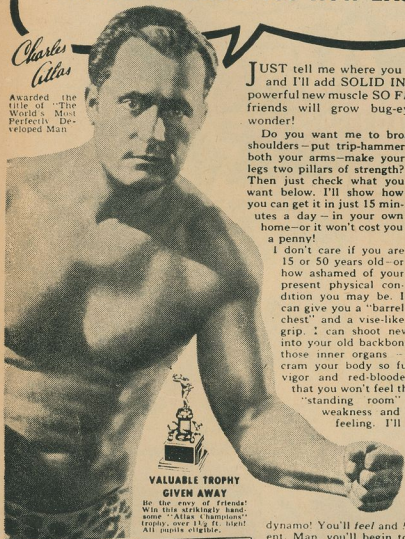 Charles
Atlas
Awarded the
title of "The
World's Most
Perfectly De-
veloped Man
JUST tell me where you
and I'll add SOLID IN
powerful new muscle SO FA
friends will grow bug-ey
wonder!
Do you want me to bro
shoulders—put trip-hammer
both your arms—make your
legs two pillars of strength?
Then just check what you
want below. I'll show how
you can get it in just 15 min-
utes a day—in your own
home—or it won't cost you
a penny!
I don't care if you are
15 or 50 years old—or
how ashamed of your
present physical con-
dition you may be. I
can give you a "barrel
chest" and a vise-like
grip. I can shoot new
into your old backbon
those inner organs —
cram your body so fu
vigor and red-bloode
that you won't feel th
"standing room"
weakness and
feeling. I'll
VALUABLE TROPHY
GIVEN AWAY
Be the envy of friends!
Win this strikingly hand-
some "Atlas Champions"
trophy, over 1½ ft. high!
All pupils eligible.
dynamo! You'll feel and
ent. Man, you'll begin t